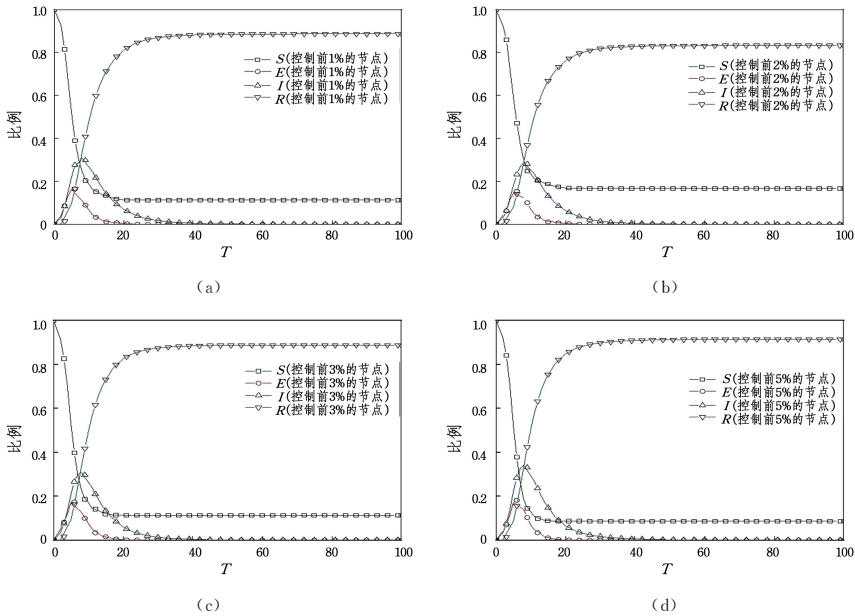 1.0
0.8
0.6
0.4
0.2
0
比例
S(控制前1%的节点)
E(控制前1%的节点)
I(控制前1%的节点)
R(控制前1%的节点)
0 20 40 60 80 100
T
(a)
1.0
0.8
0.6
0.4
0.2
0
比例
S(控制前2%的节点)
E(控制前2%的节点)
I(控制前2%的节点)
R(控制前2%的节点)
0 20 40 60 80 100
T
(b)
1.0
0.8
0.6
0.4
0.2
0
比例
S(控制前3%的节点)
E(控制前3%的节点)
I(控制前3%的节点)
R(控制前3%的节点)
0 20 40 60 80 100
T
(c)
1.0
0.8
0.6
0.4
0.2
0
比例
S(控制前5%的节点)
E(控制前5%的节点)
I(控制前5%的节点)
R(控制前5%的节点)
0 20 40 60 80 100
T
(d)